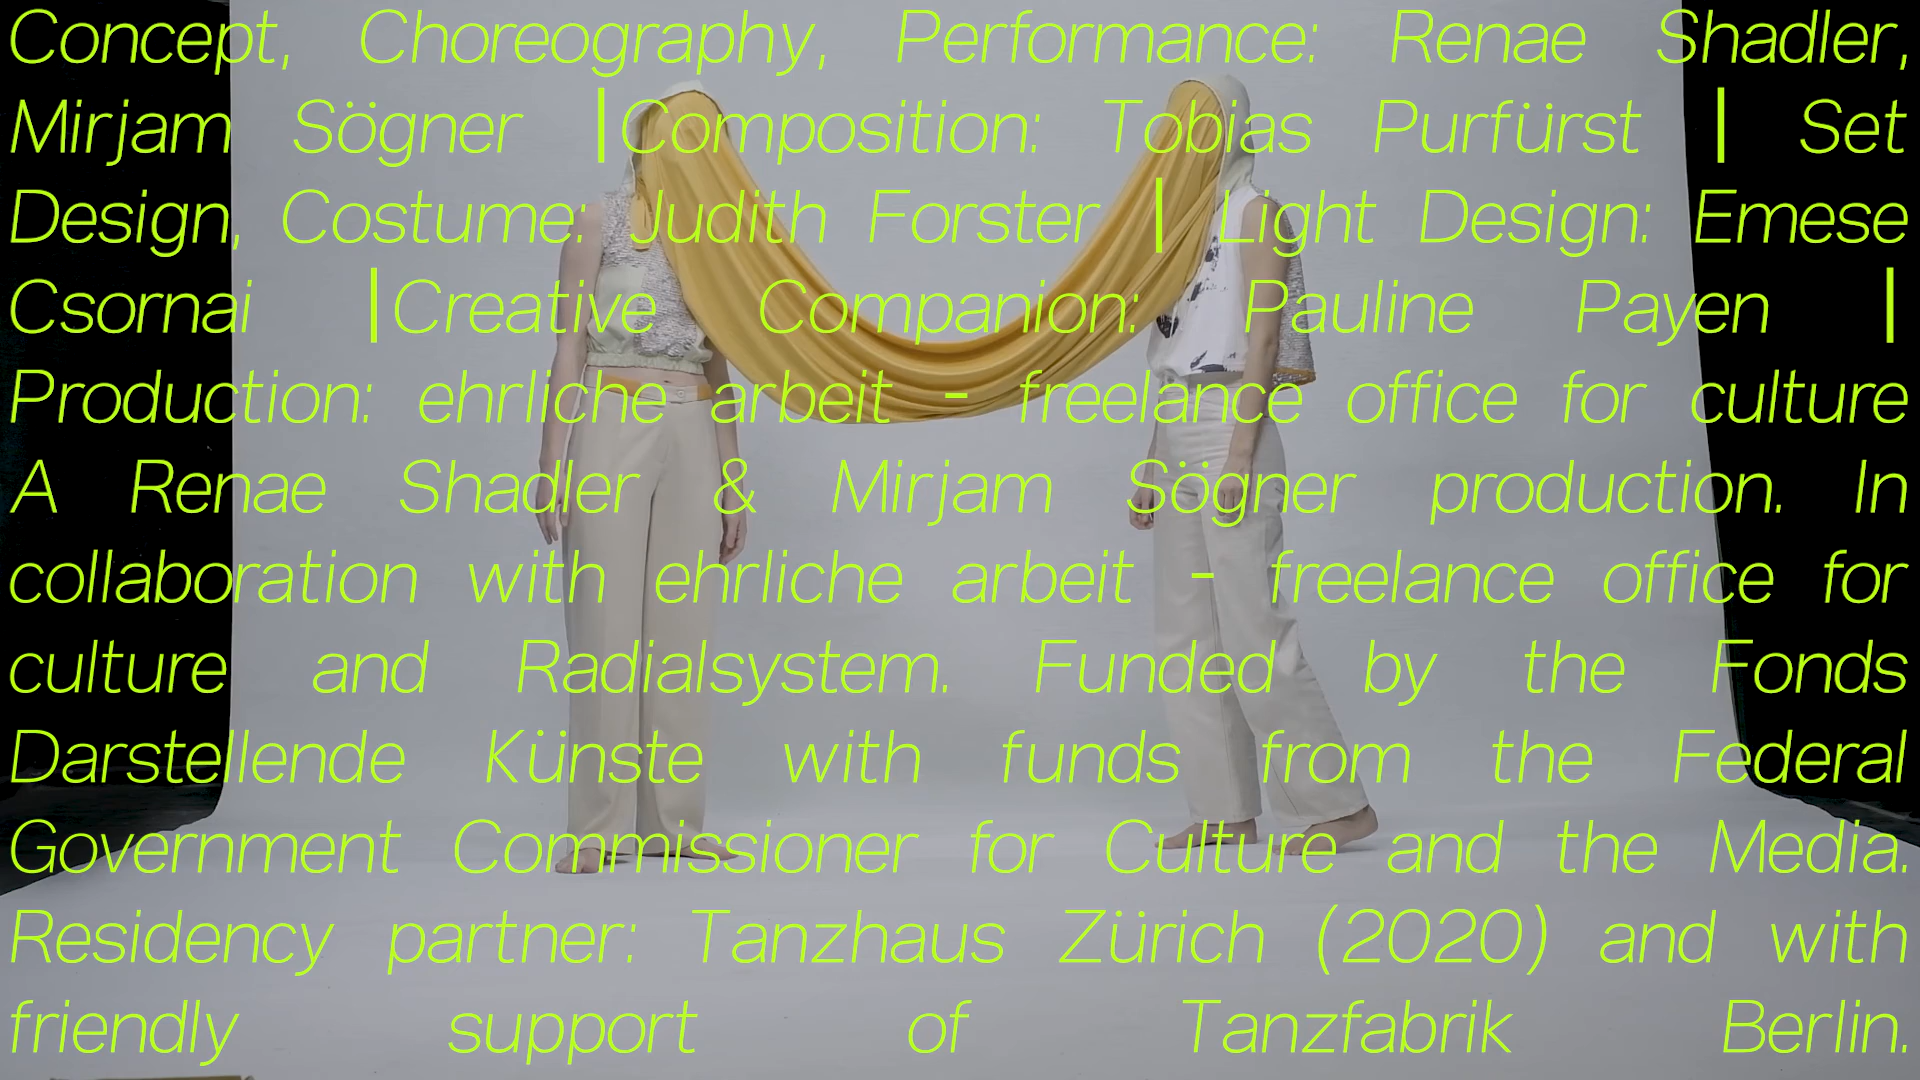 Concept, Choreography, Performance: Renae Shadler,
Mirjam Sögner |Composition: Tobias Purfürst | Set
Design, Costume: Judith Forster | Light Design: Emese
Csornai |Creative Companion: Pauline Payen |
Production: ehrliche arbeit - freelance office for culture
A Renae Shadler & Mirjam Sögner production. In
collaboration with ehrliche arbeit - freelance office for
culture and Radialsystem. Funded by the Fonds
Darstellende Künste with funds from the Federal
Government Commissioner for Culture and the Media.
Residency partner: Tanzhaus Zürich (2020) and with
friendly support of Tanzfabrik Berlin.